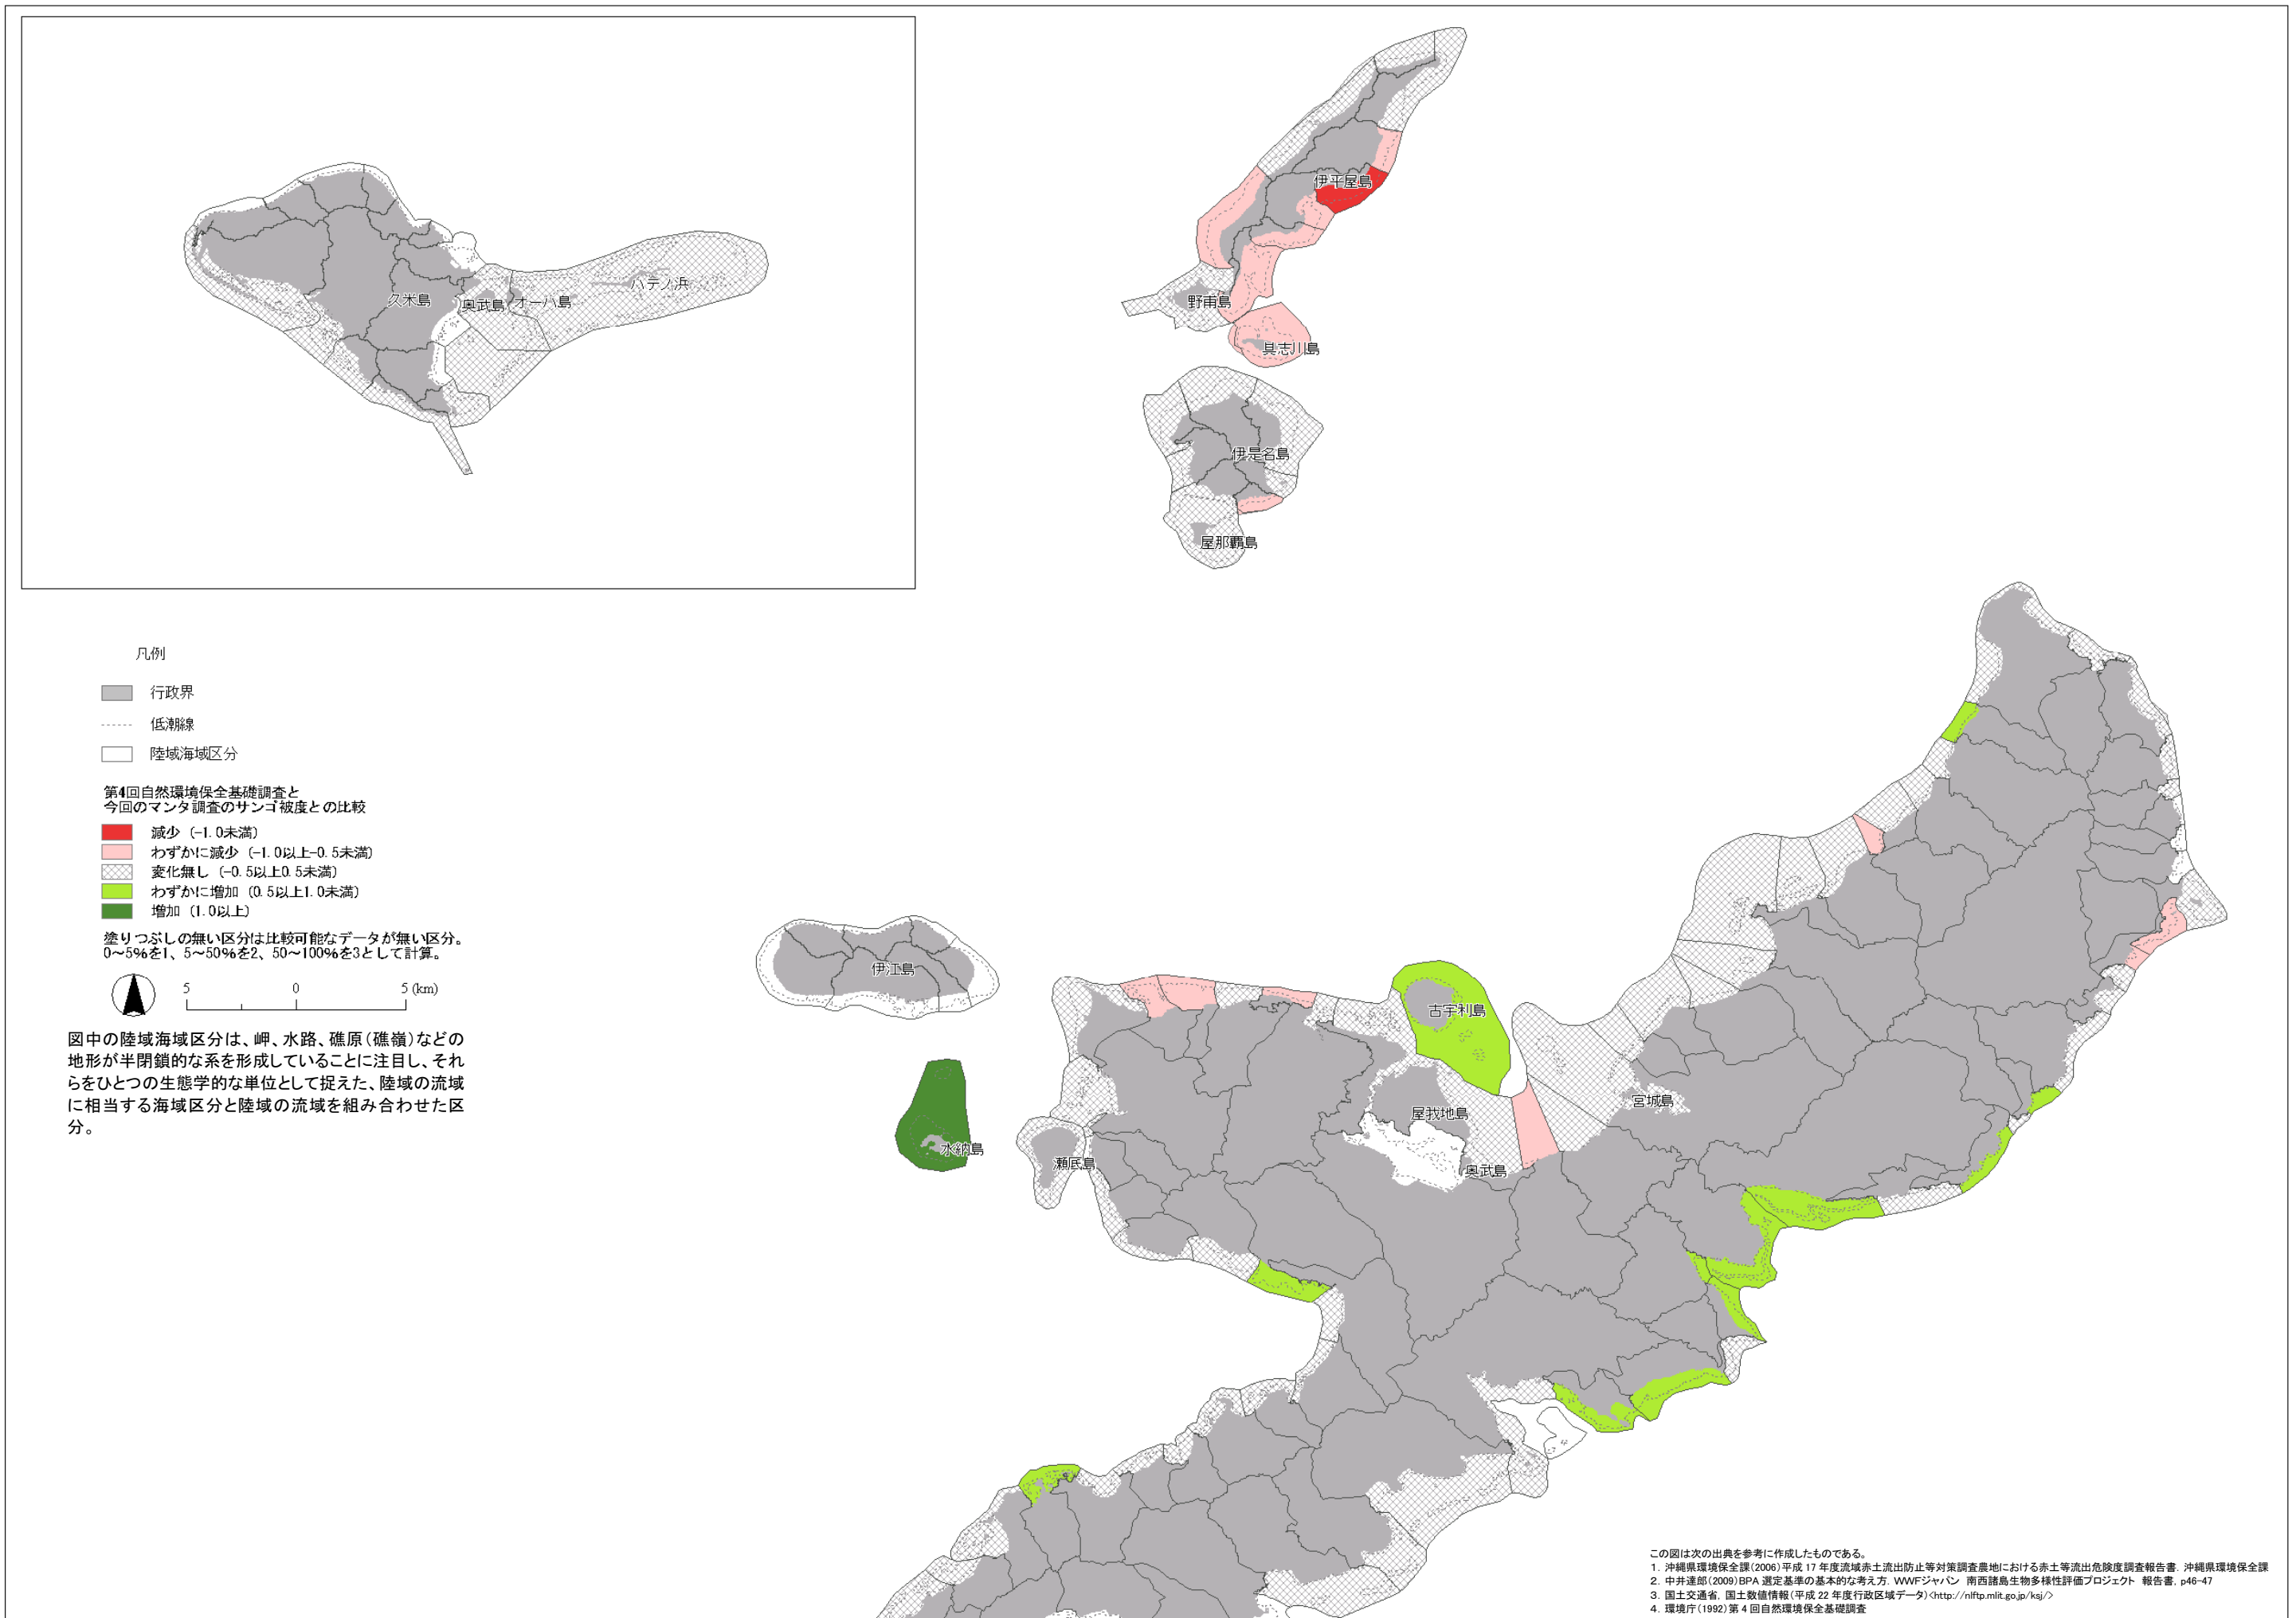 久米島
奥武島
オーハ島
ハテノ浜
伊平屋島
野甫島
具志川島
伊是名島
屋那覇島
凡例
行政界
低潮線
陸域海域区分
第4回自然環境保全基礎調査と
今回のマンタ調査のサンゴ被度との比較
減少（-1.0未満）
わずかに減少（-1.0以上-0.5未満）
変化無し（-0.5以上0.5未満）
わずかに増加（0.5以上1.0未満）
増加（1.0以上）
塗りつぶしの無い区分は比較可能なデータが無い区分。
0～5%を1、5～50%を2、50～100%を3として計算。
5 0 5 (km)
図中の陸域海域区分は、岬、水路、礁原（礁嶺）などの
地形が半閉鎖的な系を形成していることに注目し、それ
らをひとつの生態学的な単位として捉えた、陸域の流域
に相当する海域区分と陸域の流域を組み合わせた区
分。
伊江島
水納島
瀬底島
古宇利島
屋我地島
奥武島
宮城島
この図は次の出典を参考に作成したものである。
1. 沖縄県環境保全課(2006)平成 17 年度流域赤土流出防止等対策調査農地における赤土等流出危険度調査報告書. 沖縄県環境保全課
2. 中井達郎(2009)BPA 選定基準の基本的な考え方. WWFジャパン 南西諸島生物多様性評価プロジェクト 報告書, p46-47
3. 国土交通省, 国土数値情報(平成 22 年度行政区域データ)<http://nlftp.mlit.go.jp/ksj/>
4. 環境庁(1992)第 4 回自然環境保全基礎調査